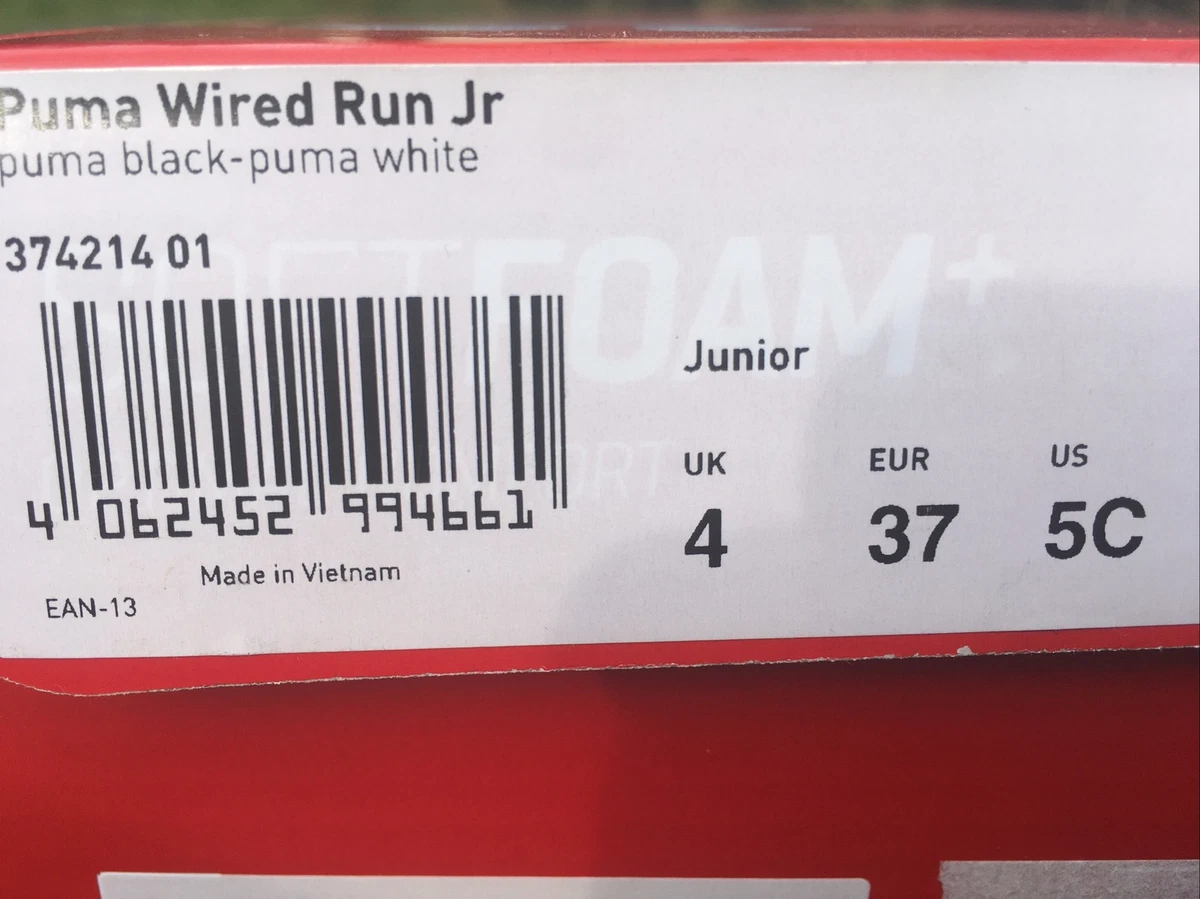 Puma Wired Run Jr
puma black-puma white
374214 01
SOFTFOAM+
Junior
UK EUR US
4 37 5C
4 062452 994661
Made in Vietnam
EAN-13